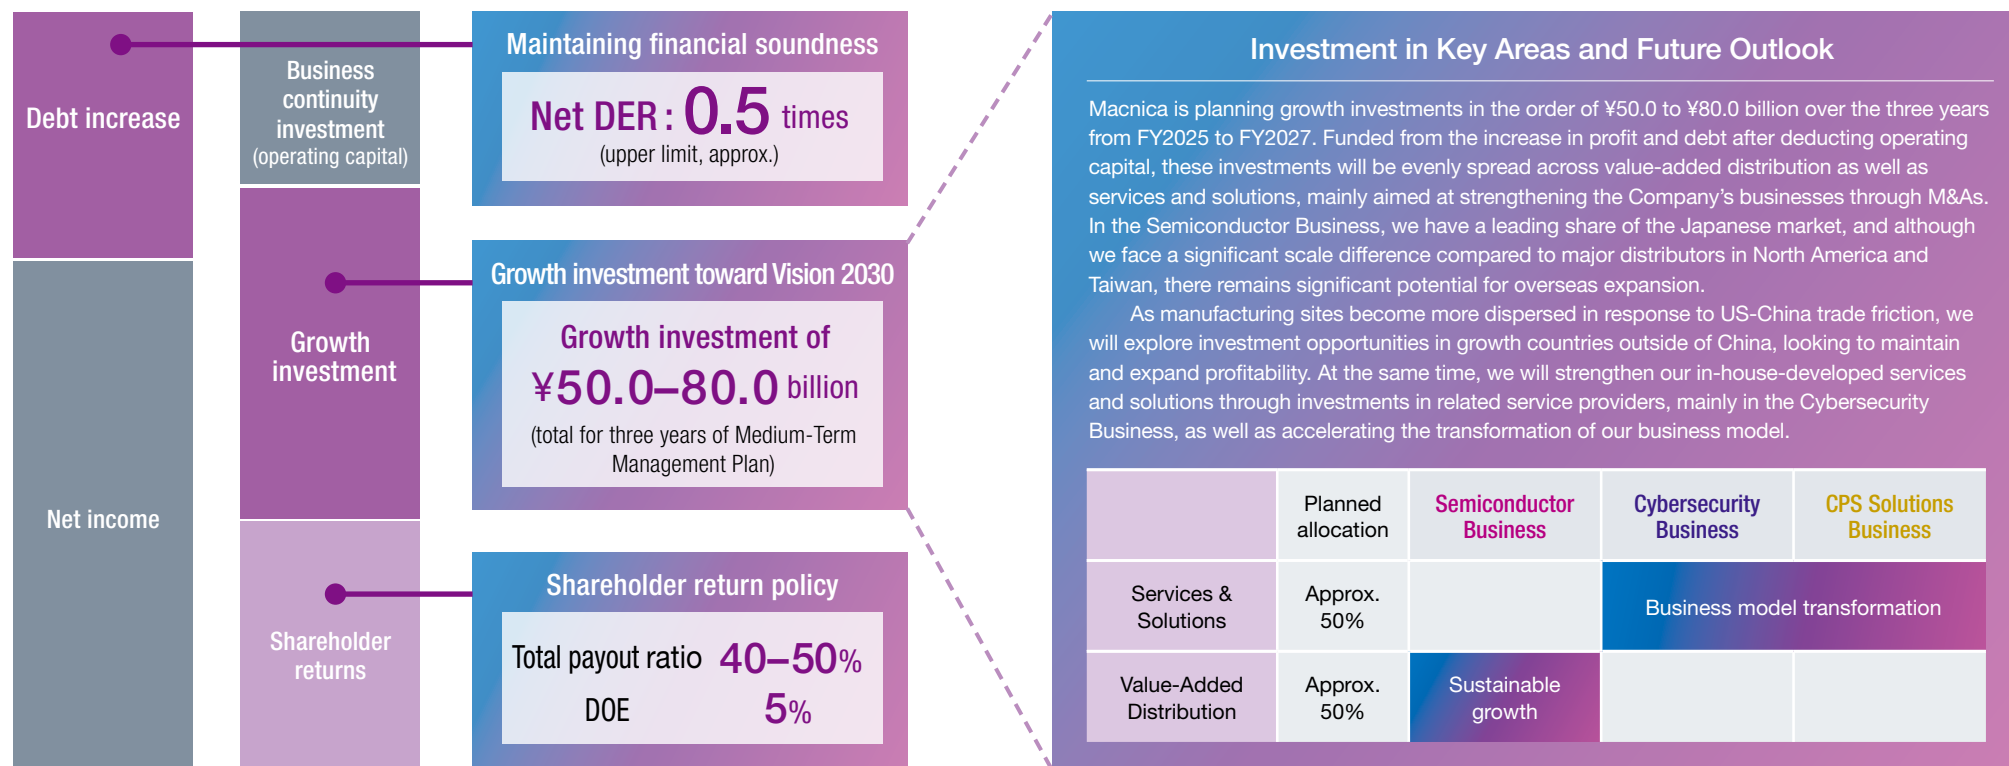 Debt increase
Net income
Business
continuity
investment
(operating capital)
Growth
investment
Shareholder
returns
Maintaining financial soundness
Net DER : 0.5 times
(upper limit, approx.)
Growth investment toward Vision 2030
Growth investment of
¥50.0–80.0 billion
(total for three years of Medium-Term
Management Plan)
Shareholder return policy
Total payout ratio 40–50%
DOE 5%
Investment in Key Areas and Future Outlook
Macnica is planning growth investments in the order of ¥50.0 to ¥80.0 billion over the three years
from FY2025 to FY2027. Funded from the increase in profit and debt after deducting operating
capital, these investments will be evenly spread across value-added distribution as well as
services and solutions, mainly aimed at strengthening the Company’s businesses through M&As.
In the Semiconductor Business, we have a leading share of the Japanese market, and although
we face a significant scale difference compared to major distributors in North America and
Taiwan, there remains significant potential for overseas expansion.
As manufacturing sites become more dispersed in response to US-China trade friction, we
will explore investment opportunities in growth countries outside of China, looking to maintain
and expand profitability. At the same time, we will strengthen our in-house-developed services
and solutions through investments in related service providers, mainly in the Cybersecurity
Business, as well as accelerating the transformation of our business model.
Planned
allocation
Semiconductor
Business
Cybersecurity
Business
CPS Solutions
Business
Services &
Solutions
Approx.
50%
Business model transformation
Value-Added
Distribution
Approx.
50%
Sustainable
growth